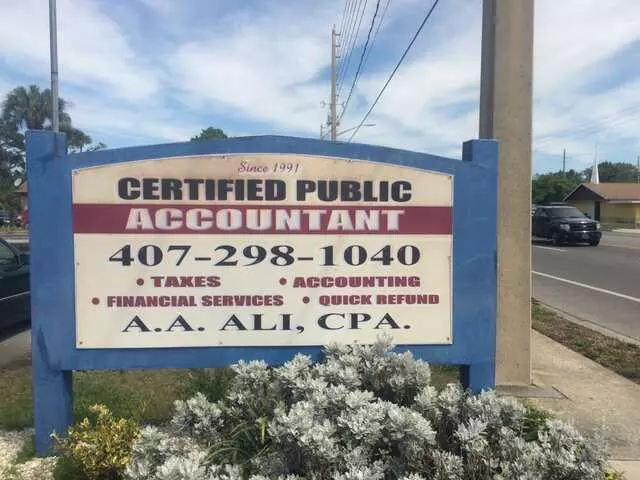 Since 1991
CERTIFIED PUBLIC
ACCOUNTANT
407-298-1040
• TAXES • ACCOUNTING
• FINANCIAL SERVICES • QUICK REFUND
A.A. ALI, CPA.